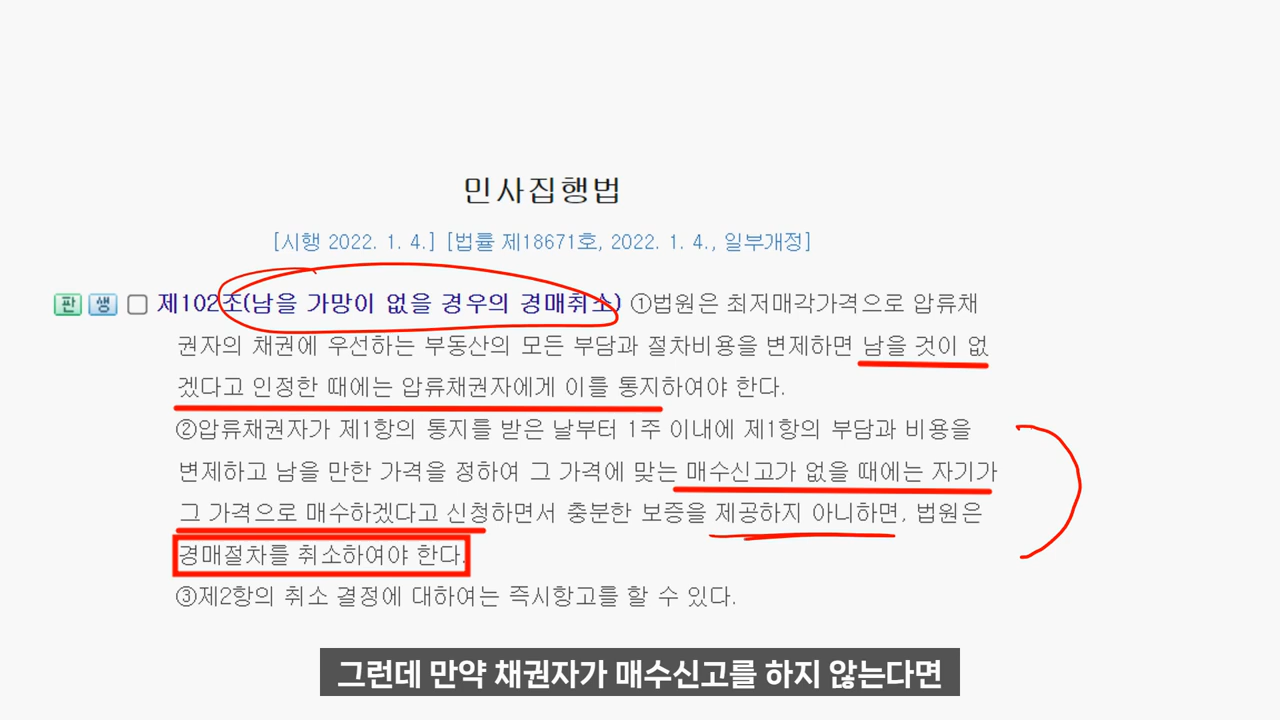 민사집행법
[시행 2022. 1. 4.] [법률 제18671호, 2022. 1. 4., 일부개정]
판 생 제102조(남을 가망이 없을 경우의 경매취소) ①법원은 최저매각가격으로 압류채
권자의 채권에 우선하는 부동산의 모든 부담과 절차비용을 변제하면 남을 것이 없
겠다고 인정한 때에는 압류채권자에게 이를 통지하여야 한다.
②압류채권자가 제1항의 통지를 받은 날부터 1주 이내에 제1항의 부담과 비용을
변제하고 남을 만한 가격을 정하여 그 가격에 맞는 매수신고가 없을 때에는 자기가
그 가격으로 매수하겠다고 신청하면서 충분한 보증을 제공하지 아니하면, 법원은
경매절차를 취소하여야 한다.
③제2항의 취소 결정에 대하여는 즉시항고를 할 수 있다.
그런데 만약 채권자가 매수신고를 하지 않는다면